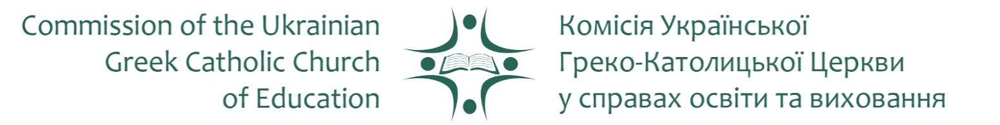 Commission of the Ukrainian
Greek Catholic Church
of Education
Комісія Української
Греко-Католицької Церкви
у справах освіти та виховання